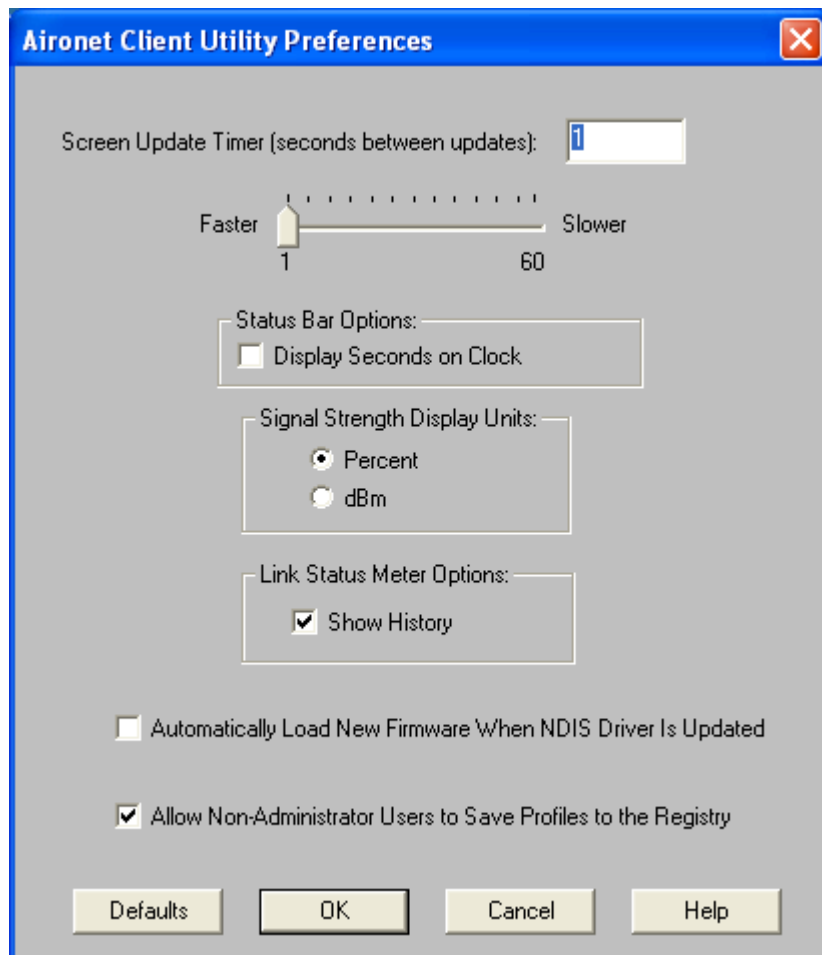 Aironet Client Utility Preferences
Screen Update Timer (seconds between updates): 1
Faster Slower
1 60
Status Bar Options:
Display Seconds on Clock
Signal Strength Display Units:
Percent
dBm
Link Status Meter Options:
Show History
Automatically Load New Firmware When NDIS Driver Is Updated
Allow Non-Administrator Users to Save Profiles to the Registry
Defaults OK Cancel Help